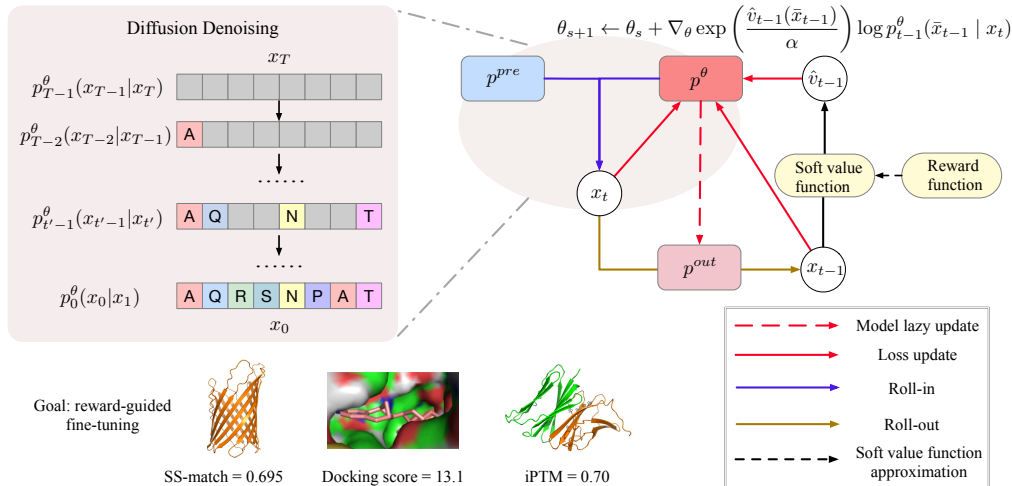 Diffusion Denoising
x_T
p^θ_{T−1}(x_{T−1}|x_T)
p^θ_{T−2}(x_{T−2}|x_{T−1})
A
......
p^θ_{t′−1}(x_{t′−1}|x_{t′})
A Q N T
......
p^θ_0(x_0|x_1)
A Q R S N P A T
x_0
θ_{s+1} ← θ_s + ∇_θ exp ( v̂_{t−1}(x̄_{t−1}) / α ) log p^θ_{t−1}(x̄_{t−1} | x_t)
p^{pre}
p^θ
v̂_{t−1}
Soft value
function
Reward
function
x_t
p^{out}
x_{t−1}
Model lazy update
Loss update
Roll-in
Roll-out
Soft value function
approximation
Goal: reward-guided
fine-tuning
SS-match = 0.695
Docking score = 13.1
iPTM = 0.70